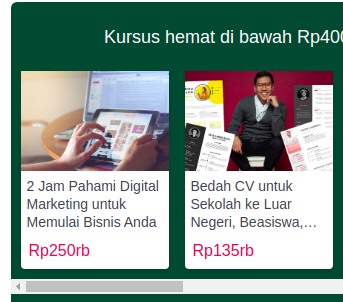 Kursus hemat di bawah Rp400
2 Jam Pahami Digital
Marketing untuk
Memulai Bisnis Anda
Rp250rb
Bedah CV untuk
Sekolah ke Luar
Negeri, Beasiswa,…
Rp135rb